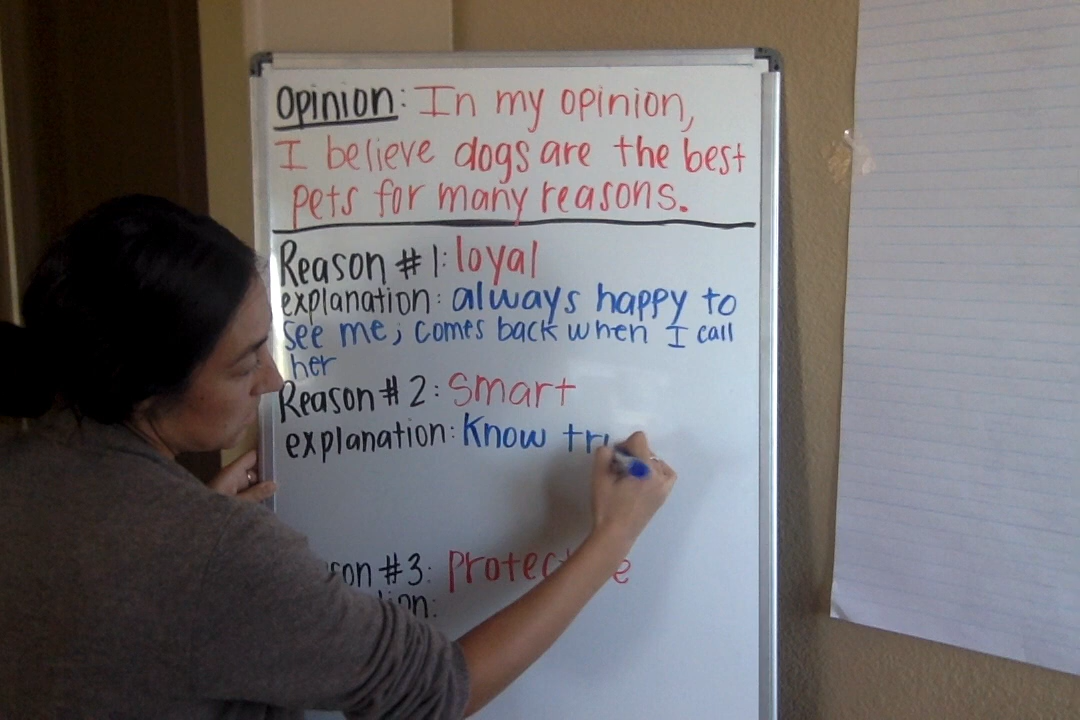 Opinion: In my opinion,
I believe dogs are the best
pets for many reasons.
Reason #1: loyal
explanation: always happy to
see me; comes back when I call
her
Reason #2: smart
explanation: Know tri
#3: